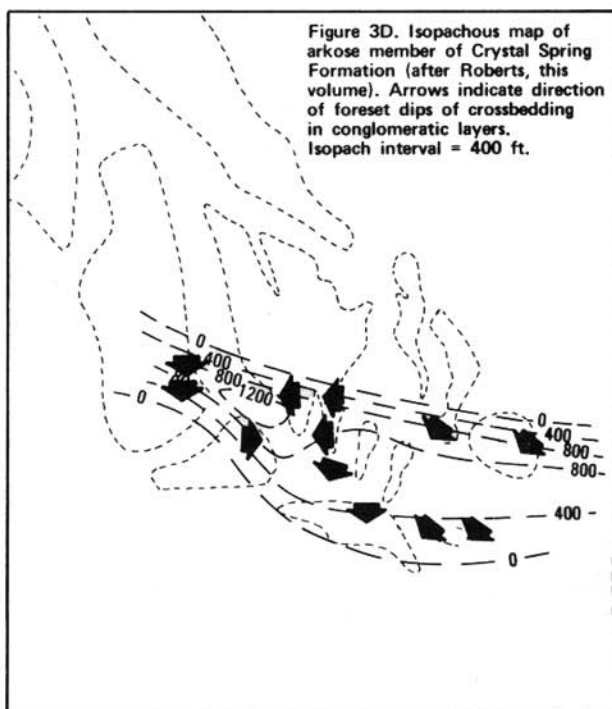 Figure 3D. Isopachous map of
arkose member of Crystal Spring
Formation (after Roberts, this
volume). Arrows indicate direction
of foreset dips of crossbedding
in conglomeratic layers.
Isopach interval = 400 ft.
0
400
800
1200
0
0
400
800
800
400
0